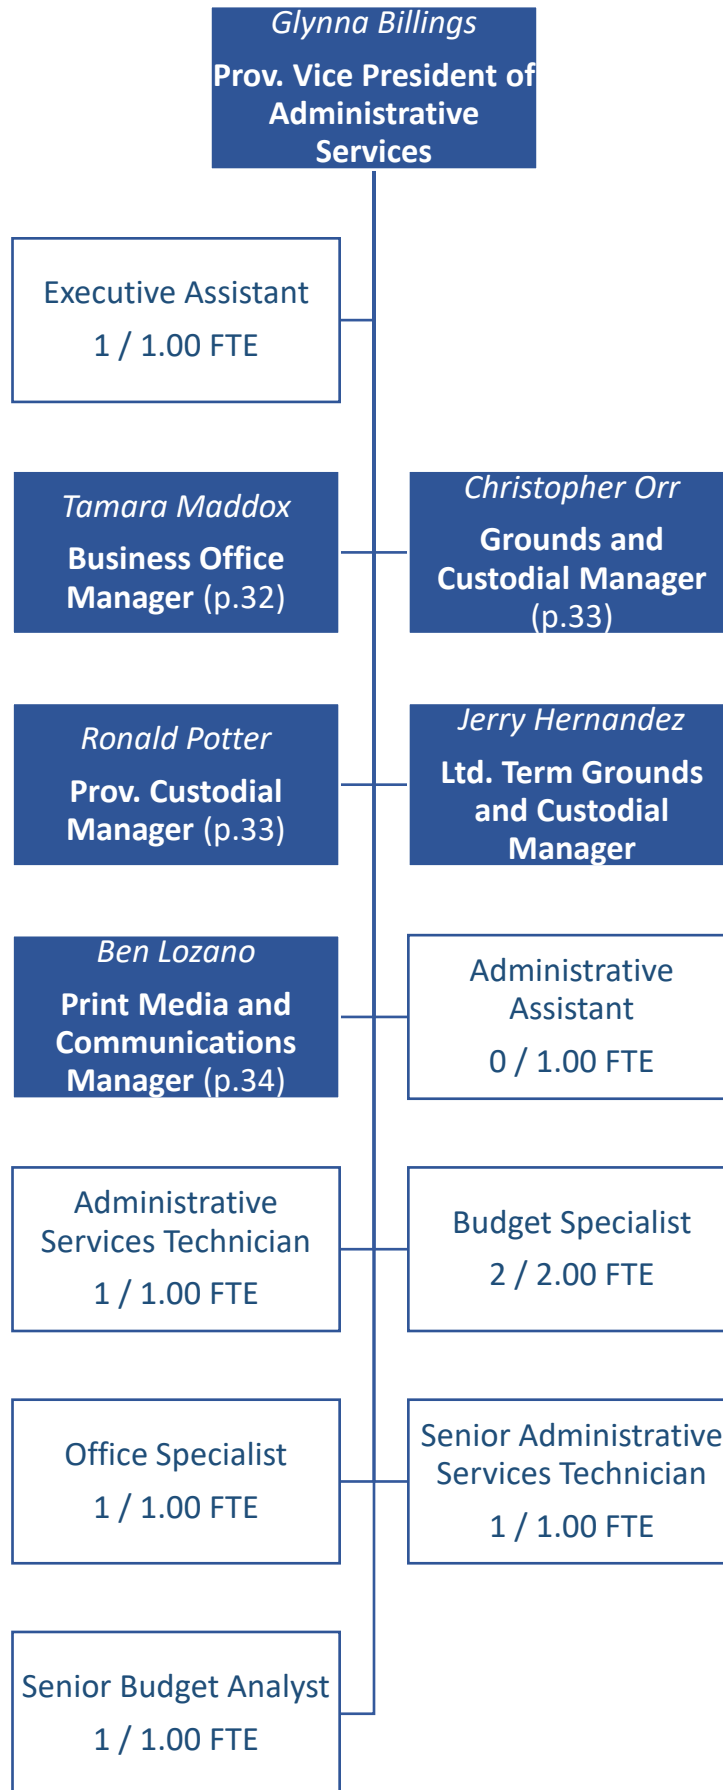 Glynna Billings
Prov. Vice President of
Administrative
Services
Executive Assistant
1 / 1.00 FTE
Tamara Maddox
Business Office
Manager (p.32)
Christopher Orr
Grounds and
Custodial Manager
(p.33)
Ronald Potter
Prov. Custodial
Manager (p.33)
Jerry Hernandez
Ltd. Term Grounds
and Custodial
Manager
Ben Lozano
Print Media and
Communications
Manager (p.34)
Administrative
Assistant
0 / 1.00 FTE
Administrative
Services Technician
1 / 1.00 FTE
Budget Specialist
2 / 2.00 FTE
Office Specialist
1 / 1.00 FTE
Senior Administrative
Services Technician
1 / 1.00 FTE
Senior Budget Analyst
1 / 1.00 FTE